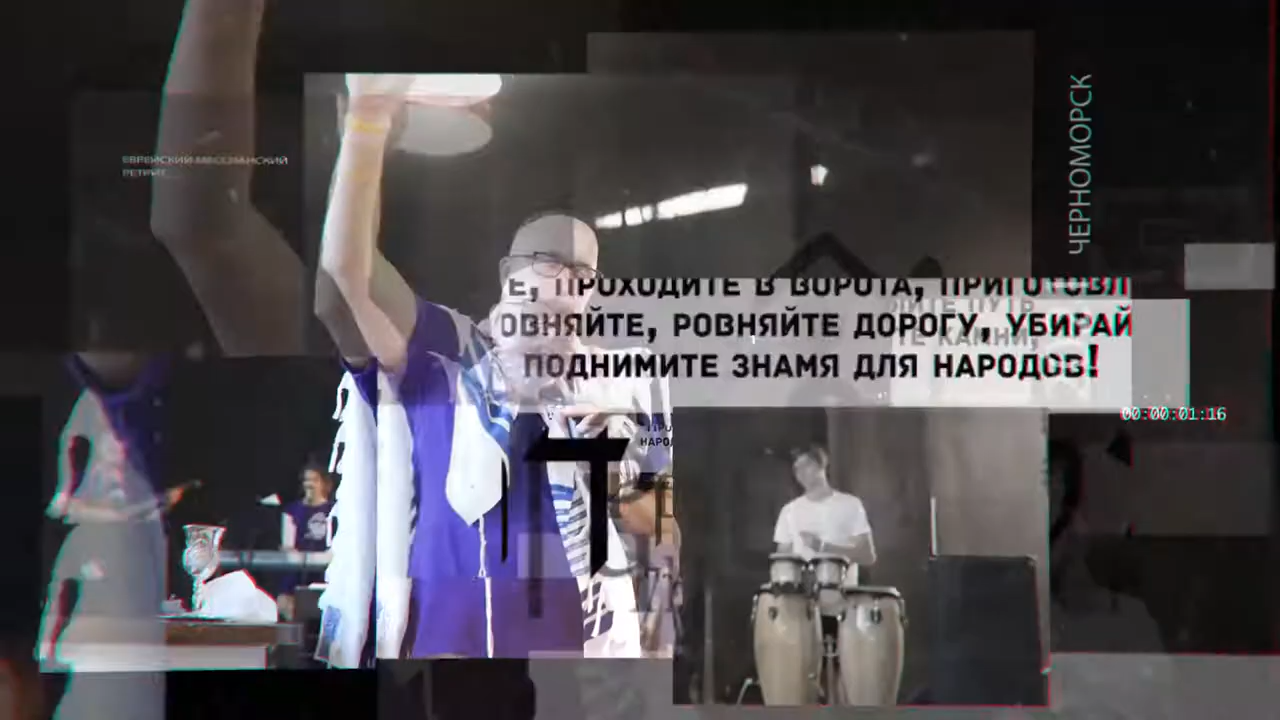 ЕВРЕЙСКИЙ МЕССИАНСКИЙ
РЕТРИТ
ЧЕРНОМОРСК
Е, ПРОХОДИТЕ В ВОРОТА, ПРИГОТОВЛ
ОВНЯЙТЕ, РОВНЯЙТЕ ДОРОГУ, УБИРАЙ
ПОДНИМИТЕ ЗНАМЯ ДЛЯ НАРОДОВ!
00:00:01:16